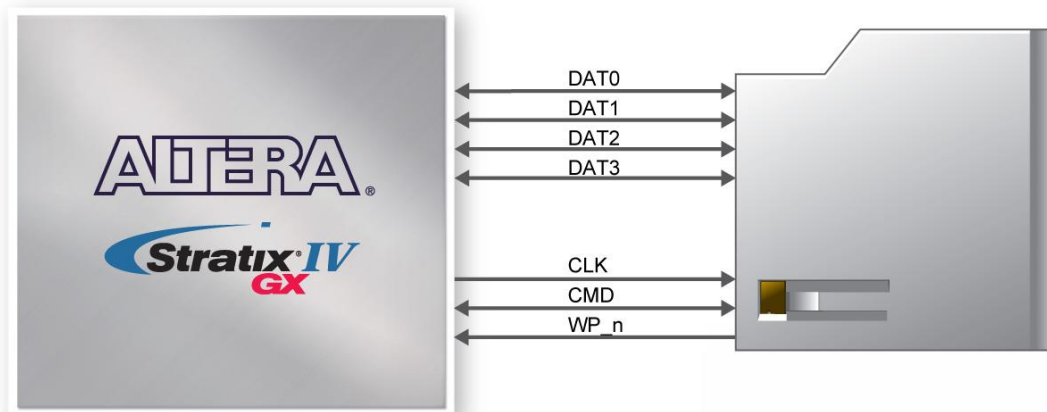 ALTERA®
Stratix® IV
GX
DAT0
DAT1
DAT2
DAT3
CLK
CMD
WP_n